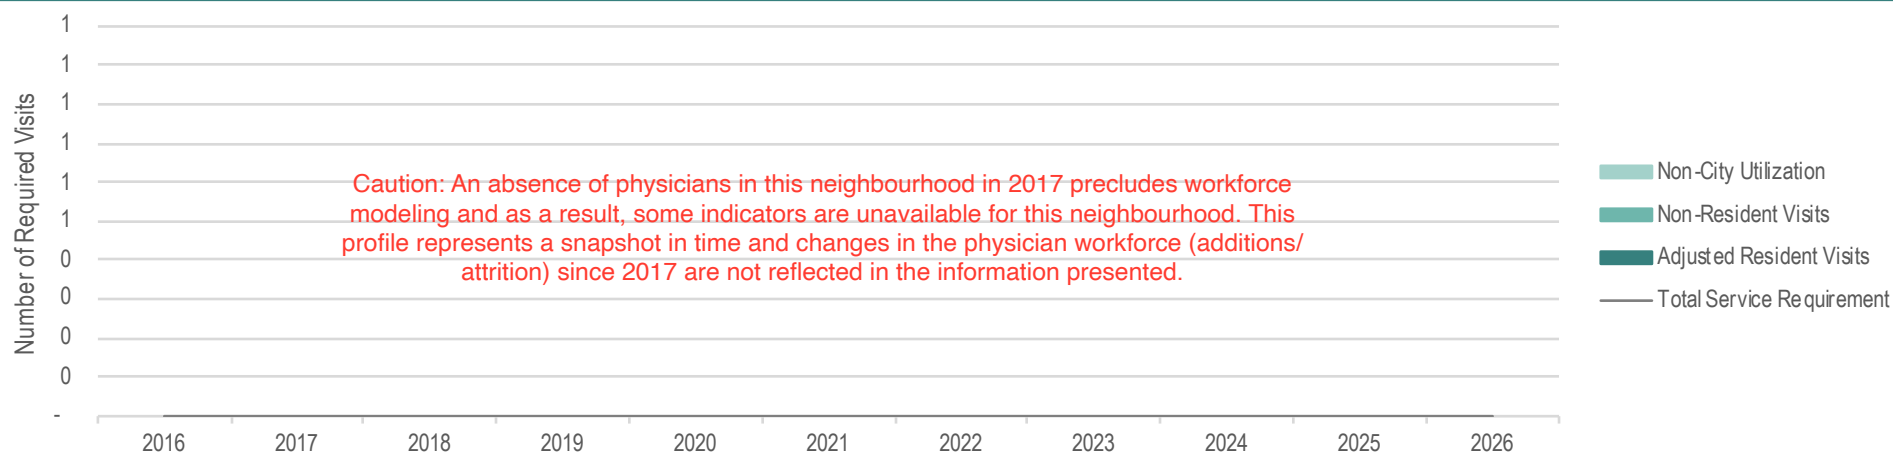 Number of Required Visits
1
1
1
1
1
1
0
0
0
0
-
Caution: An absence of physicians in this neighbourhood in 2017 precludes workforce
modeling and as a result, some indicators are unavailable for this neighbourhood. This
profile represents a snapshot in time and changes in the physician workforce (additions/
attrition) since 2017 are not reflected in the information presented.
2016 2017 2018 2019 2020 2021 2022 2023 2024 2025 2026
Non-City Utilization
Non-Resident Visits
Adjusted Resident Visits
Total Service Requirement